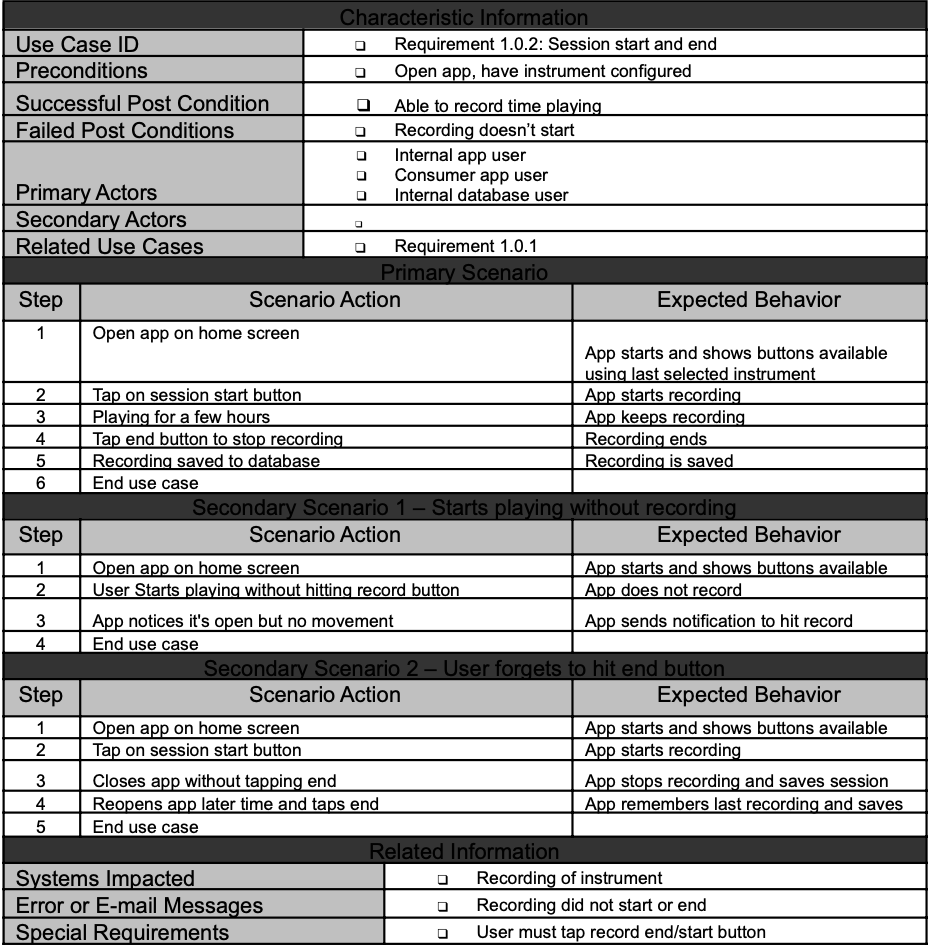 Characteristic Information
Use Case ID ❑ Requirement 1.0.2: Session start and end
Preconditions ❑ Open app, have instrument configured
Successful Post Condition ❑ Able to record time playing
Failed Post Conditions ❑ Recording doesn’t start
❑ Internal app user
❑ Consumer app user
Primary Actors ❑ Internal database user
Secondary Actors ❑
Related Use Cases ❑ Requirement 1.0.1
Primary Scenario
Step Scenario Action Expected Behavior
1 Open app on home screen
App starts and shows buttons available
using last selected instrument
2 Tap on session start button App starts recording
3 Playing for a few hours App keeps recording
4 Tap end button to stop recording Recording ends
5 Recording saved to database Recording is saved
6 End use case
Secondary Scenario 1 – Starts playing without recording
Step Scenario Action Expected Behavior
1 Open app on home screen App starts and shows buttons available
2 User Starts playing without hitting record button App does not record
3 App notices it's open but no movement App sends notification to hit record
4 End use case
Secondary Scenario 2 – User forgets to hit end button
Step Scenario Action Expected Behavior
1 Open app on home screen App starts and shows buttons available
2 Tap on session start button App starts recording
3 Closes app without tapping end App stops recording and saves session
4 Reopens app later time and taps end App remembers last recording and saves
5 End use case
Related Information
Systems Impacted ❑ Recording of instrument
Error or E-mail Messages ❑ Recording did not start or end
Special Requirements ❑ User must tap record end/start button